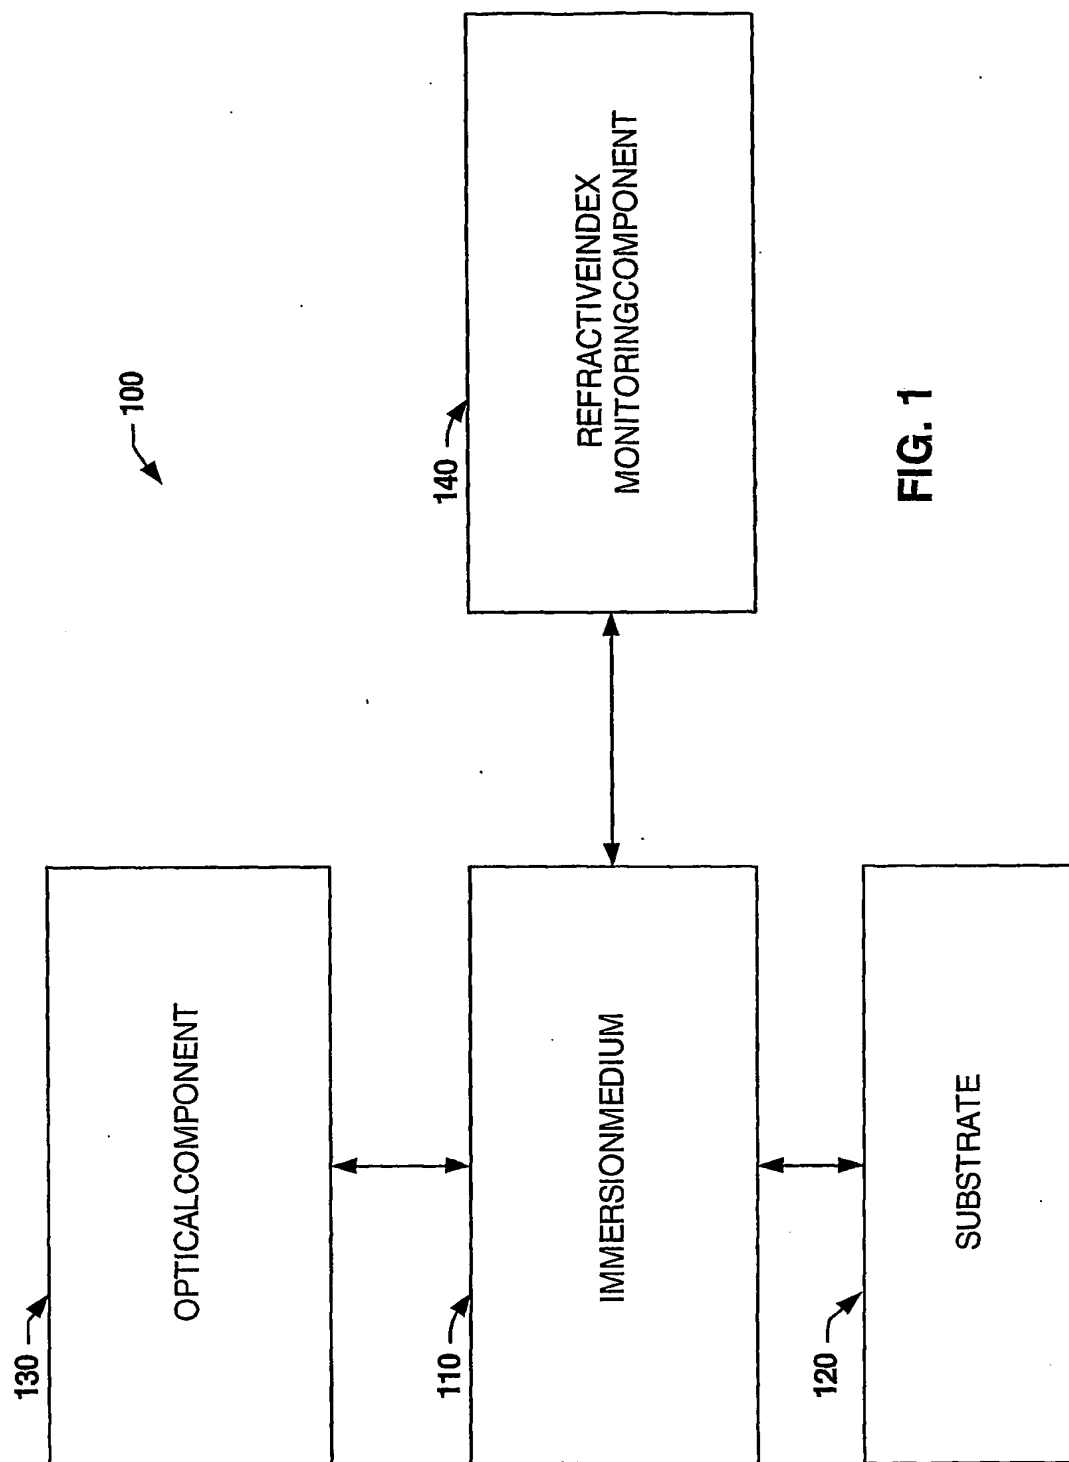 100
130
OPTICALCOMPONENT
110
IMMERSIONMEDIUM
140
REFRACTIVEINDEX
MONITORINGCOMPONENT
120
SUBSTRATE
FIG. 1